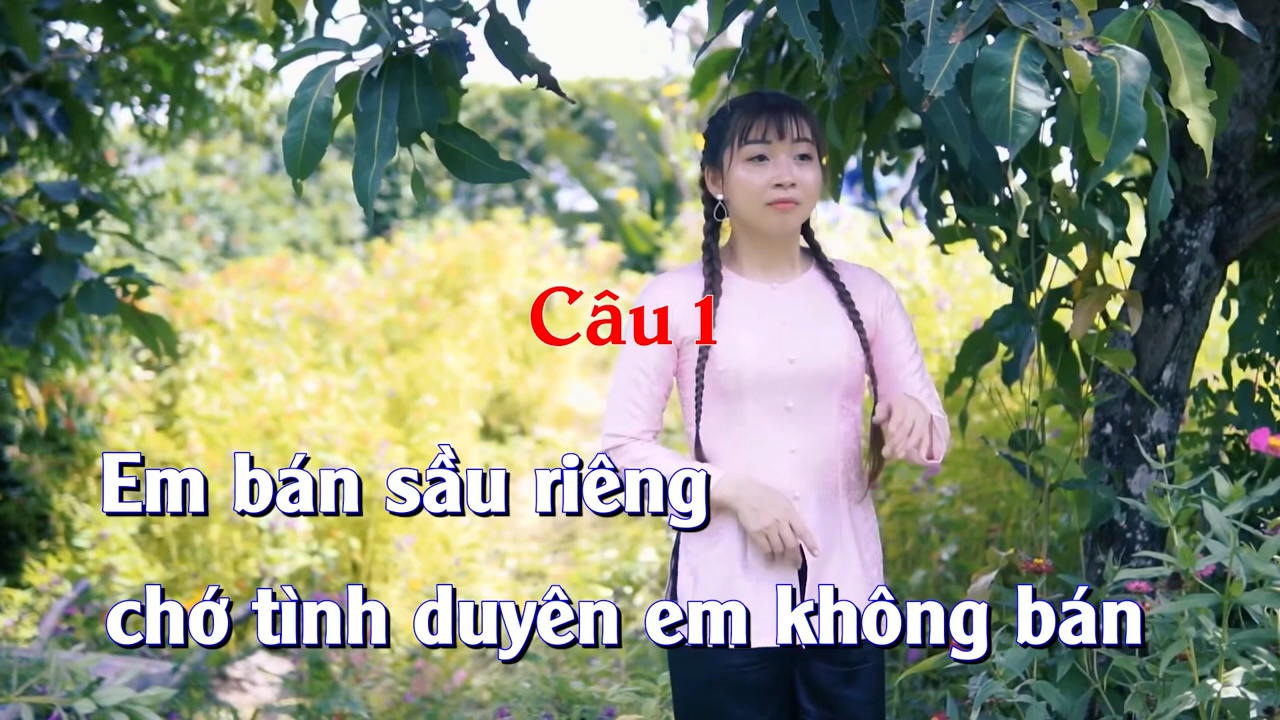 Câu 1
Em bán sầu riêng
chớ tình duyên em không bán